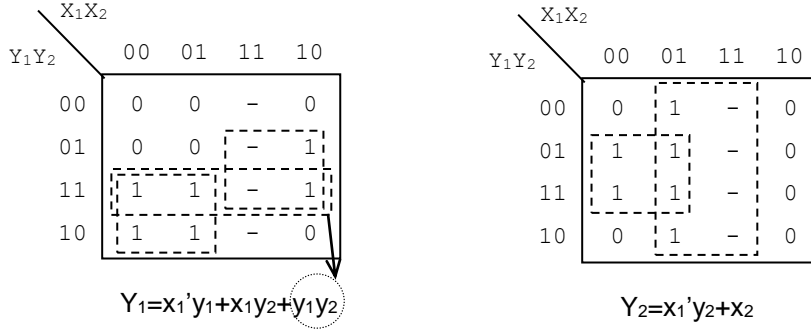 X₁X₂
Y₁Y₂ 00 01 11 10
00 0 0 - 0
01 0 0 - 1
11 1 1 - 1
10 1 1 - 0
Y₁=x₁'y₁+x₁y₂+y₁y₂
X₁X₂
Y₁Y₂ 00 01 11 10
00 0 1 - 0
01 1 1 - 0
11 1 1 - 0
10 0 1 - 0
Y₂=x₁'y₂+x₂